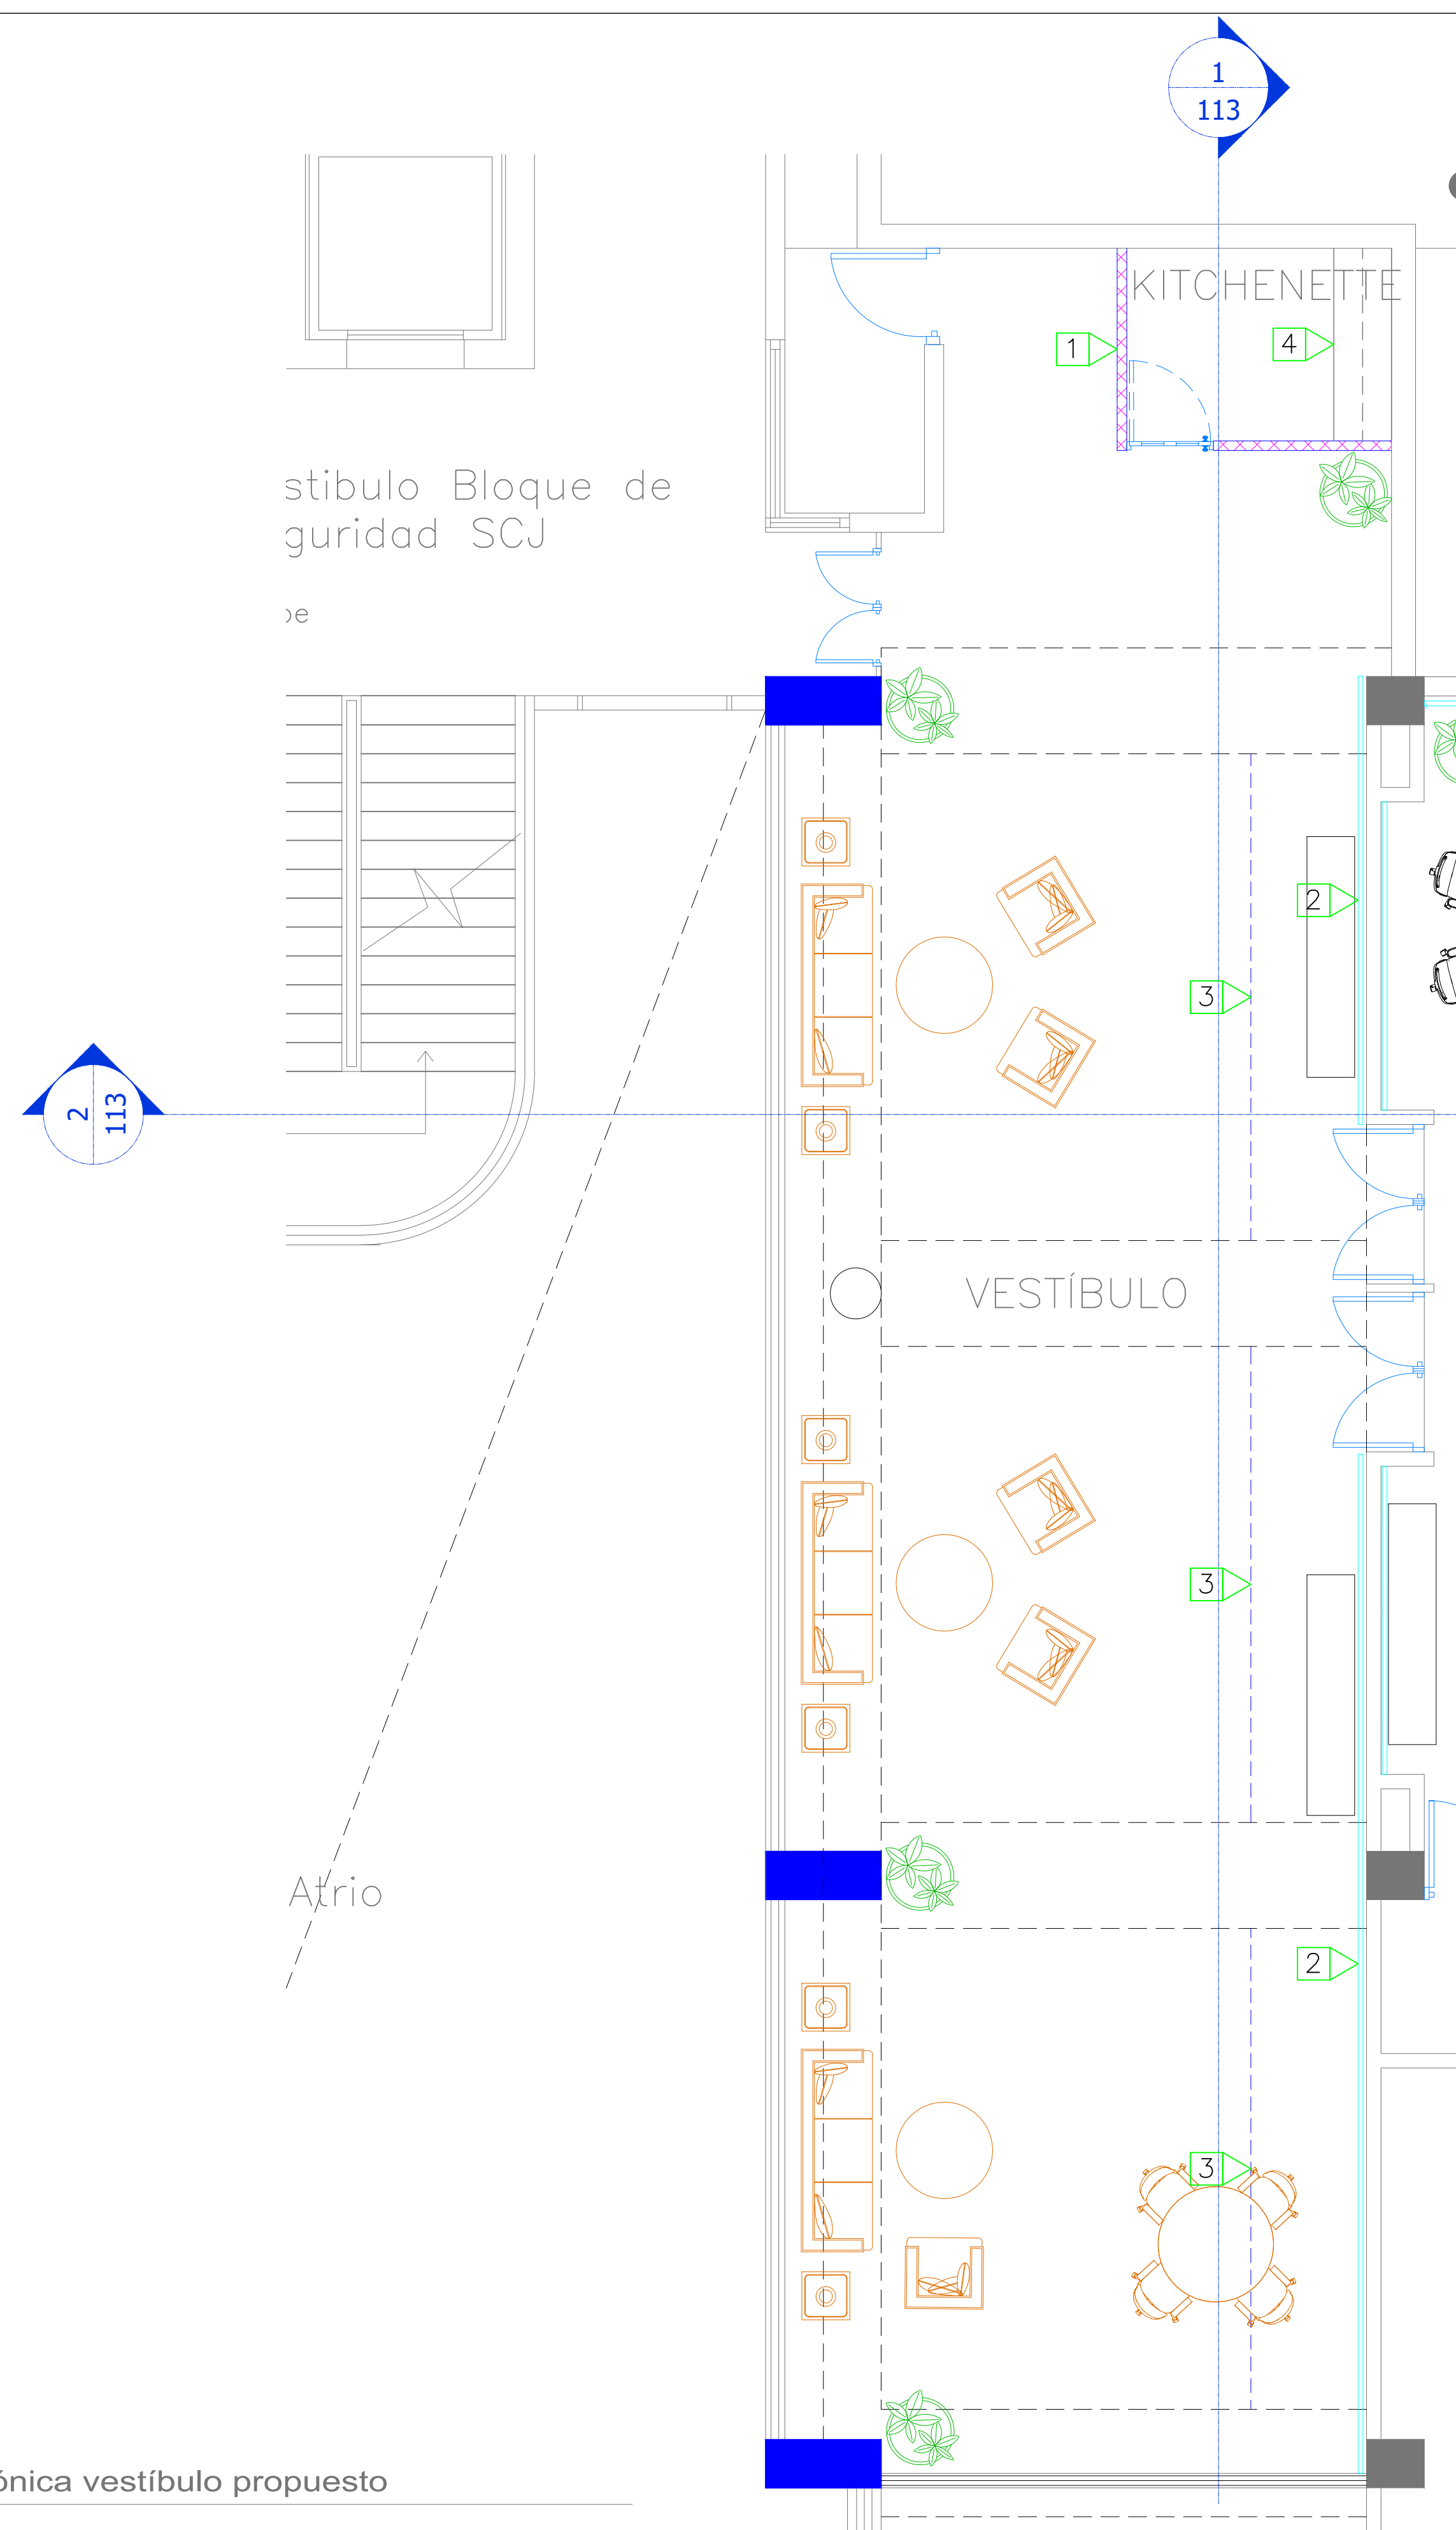 1
113
KITCHENETTE
1
4
stibulo Bloque de
guridad SCJ
2
3
2
113
VESTÍBULO
3
Atrio
2
3
ónica vestíbulo propuesto